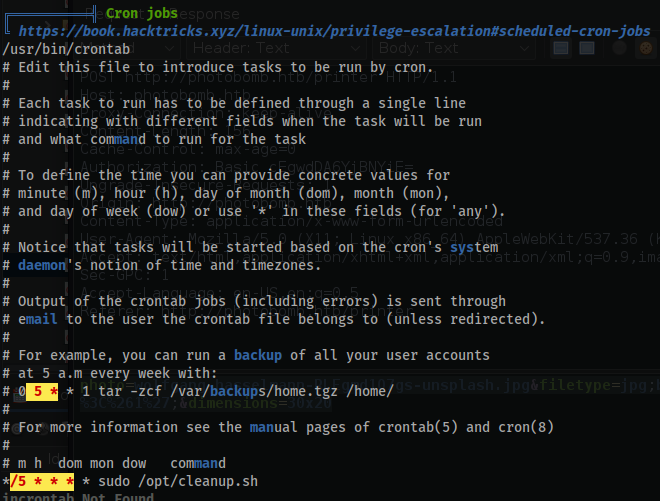 Cron jobs
https://book.hacktricks.xyz/linux-unix/privilege-escalation#scheduled-cron-jobs
/usr/bin/crontab
# Edit this file to introduce tasks to be run by cron.
#
# Each task to run has to be defined through a single line
# indicating with different fields when the task will be run
# and what command to run for the task
#
# To define the time you can provide concrete values for
# minute (m), hour (h), day of month (dom), month (mon),
# and day of week (dow) or use '*' in these fields (for 'any').
#
# Notice that tasks will be started based on the cron's system
# daemon's notion of time and timezones.
#
# Output of the crontab jobs (including errors) is sent through
# email to the user the crontab file belongs to (unless redirected).
#
# For example, you can run a backup of all your user accounts
# at 5 a.m every week with:
# 0 5 * * 1 tar -zcf /var/backups/home.tgz /home/
#
# For more information see the manual pages of crontab(5) and cron(8)
#
# m h  dom mon dow   command
*/5 * * * * sudo /opt/cleanup.sh
incrontab Not Found